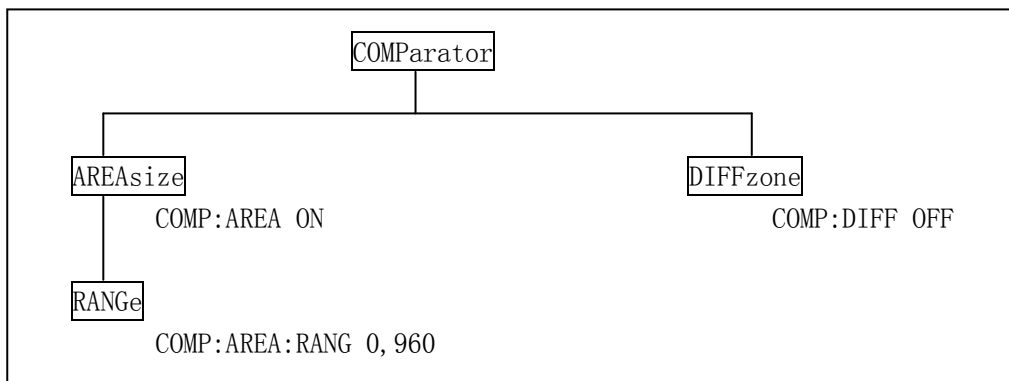 COMParator
AREAsize
DIFFzone
COMP:AREA ON
COMP:DIFF OFF
RANGe
COMP:AREA:RANG 0,960